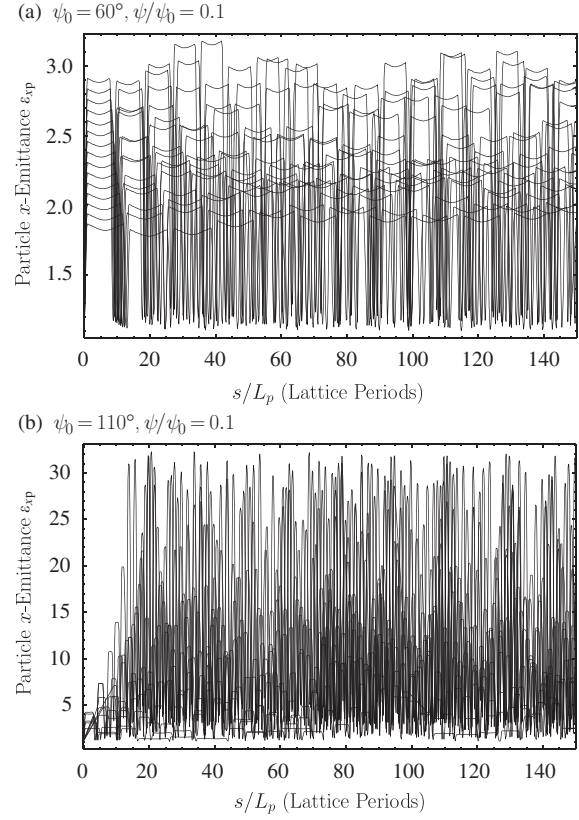 (a) ψ₀ = 60°, ψ/ψ₀ = 0.1
Particle x-Emittance εₓₚ
3.0
2.5
2.0
1.5
0 20 40 60 80 100 120 140
s/Lₚ (Lattice Periods)
(b) ψ₀ = 110°, ψ/ψ₀ = 0.1
Particle x-Emittance εₓₚ
30
25
20
15
10
5
0 20 40 60 80 100 120 140
s/Lₚ (Lattice Periods)